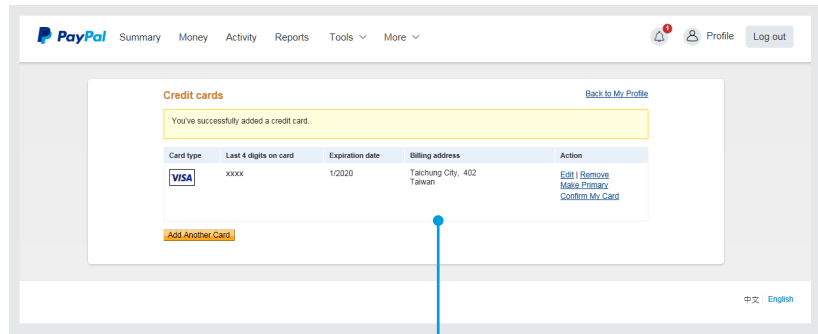 PayPal Summary Money Activity Reports Tools More 1 Profile Log out
Credit cards Back to My Profile
You've successfully added a credit card.
Card type Last 4 digits on card Expiration date Billing address Action
VISA xxxx 1/2020 Taichung City, 402 Edit | Remove
Taiwan Make Primary
Confirm My Card
Add Another Card
中文 English